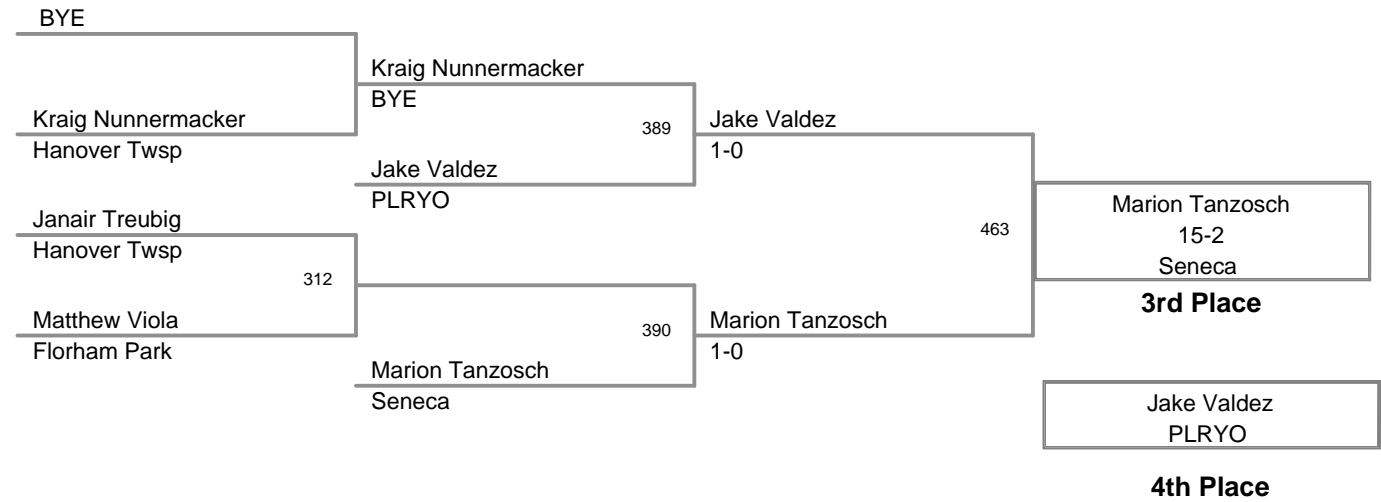 BYE
Kraig Nunnermacker
BYE
Kraig Nunnermacker
Hanover Twsp
389
Jake Valdez
1-0
Jake Valdez
PLRYO
Janair Treubig
Hanover Twsp
312
Matthew Viola
Florham Park
390
Marion Tanzosch
1-0
Marion Tanzosch
Seneca
463
Marion Tanzosch
15-2
Seneca
3rd Place
Jake Valdez
PLRYO
4th Place